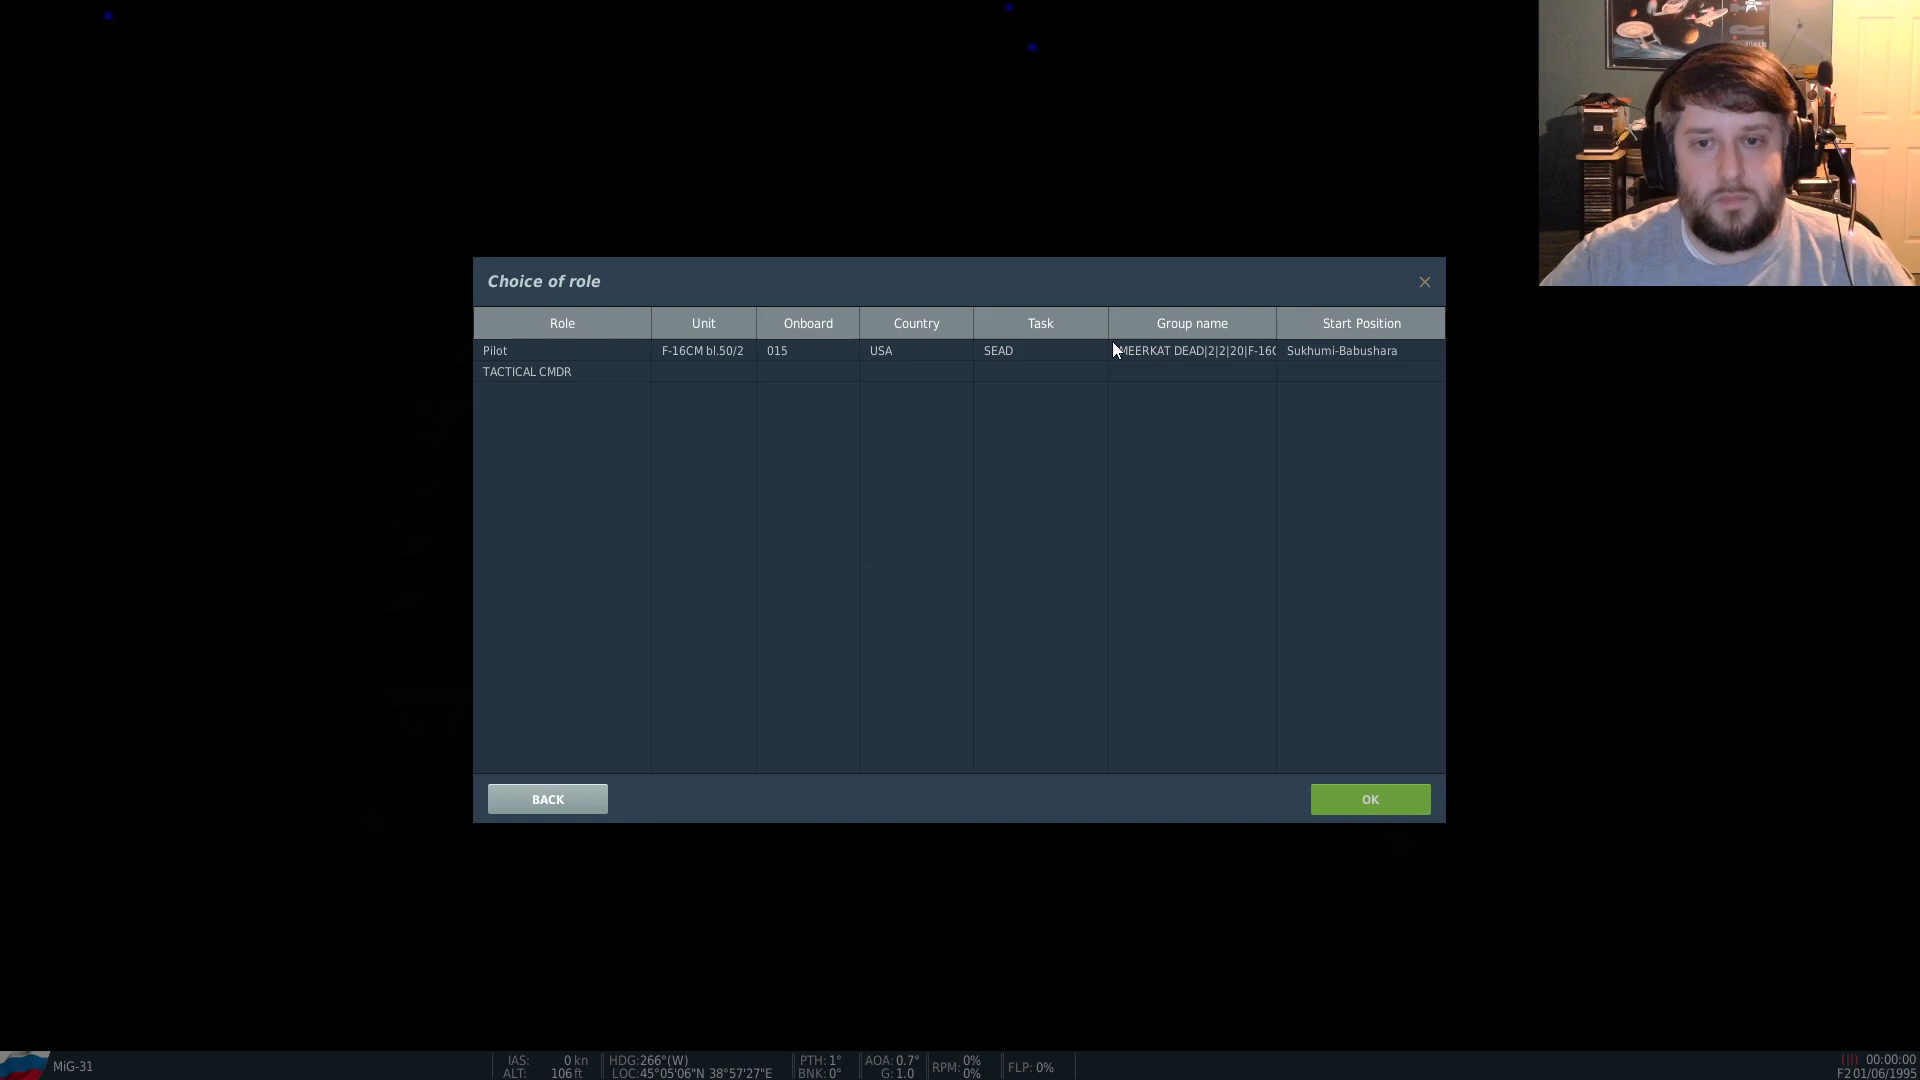 Choice of role
Role Unit Onboard Country Task Group name Start Position
Pilot F-16CM bl.50/2 015 USA SEAD MEERKAT DEAD|2|2|20|F-16C Sukhumi-Babushara
TACTICAL CMDR
BACK OK
MiG-31
IAS: 0 kn HDG:266°(W) PTH: 1° AOA: 0.7° RPM: 0% FLP: 0% 00:00:00
ALT: 106 ft LOC:45°05'06"N 38°57'27"E BNK: 0° G: 1.0 0% F2 01/06/1995